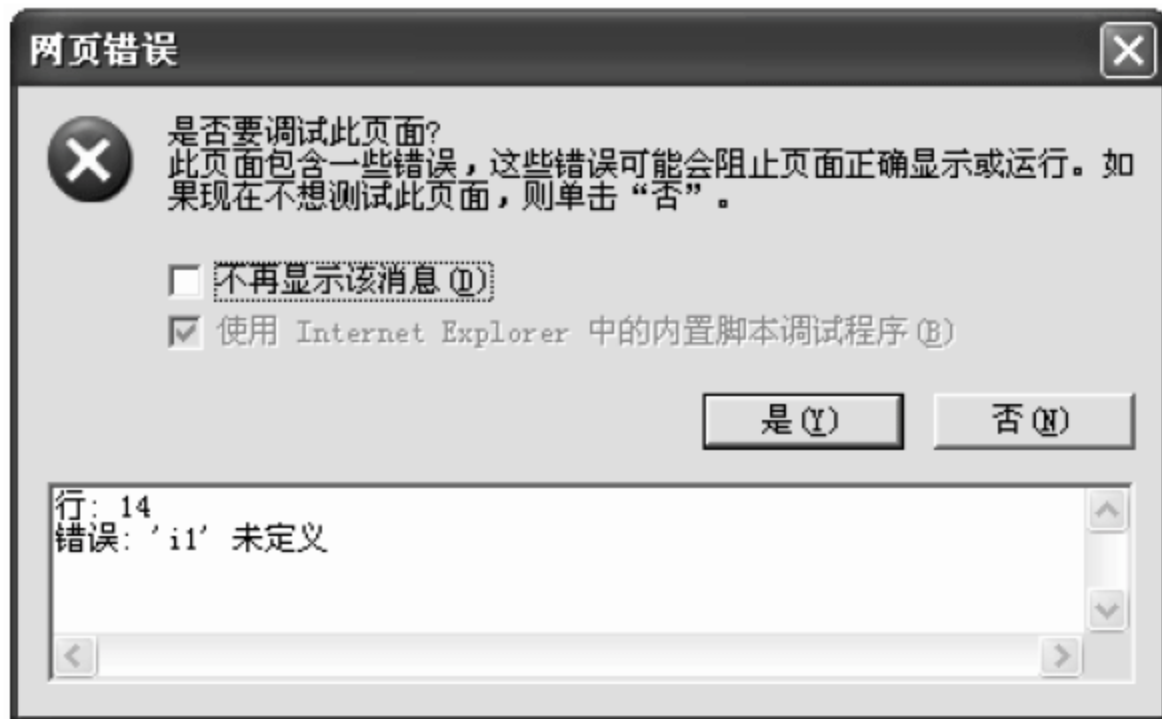 网页错误
是否要调试此页面?
此页面包含一些错误，这些错误可能会阻止页面正确显示或运行。如
果现在不想测试此页面，则单击“否”。
不再显示该消息(D)
使用 Internet Explorer 中的内置脚本调试程序(B)
是(Y) 否(N)
行: 14
错误: 'i1' 未定义